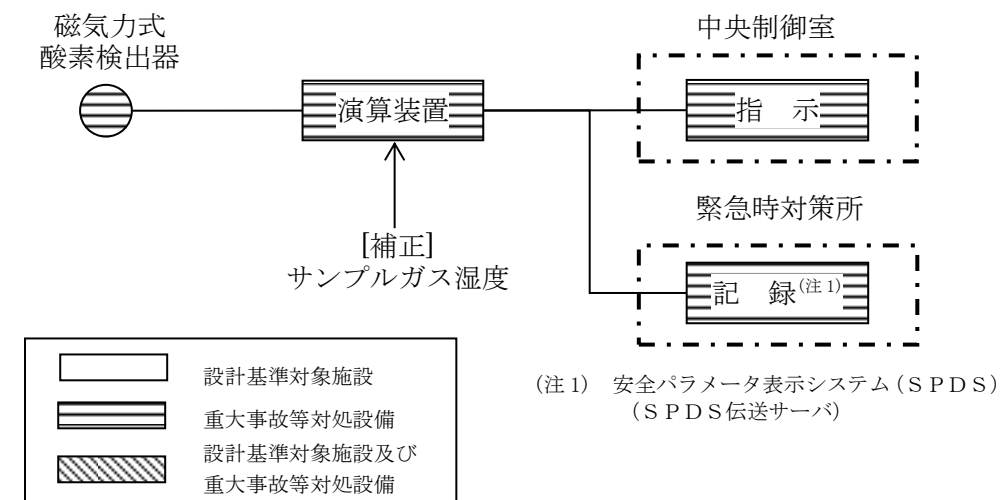 磁気力式
酸素検出器
演算装置
[補正]
サンプルガス湿度
中央制御室
指　示
緊急時対策所
記　録(注1)
(注1)　安全パラメータ表示システム(ＳＰＤＳ)
(ＳＰＤＳ伝送サーバ)
設計基準対象施設
重大事故等対処設備
設計基準対象施設及び
重大事故等対処設備